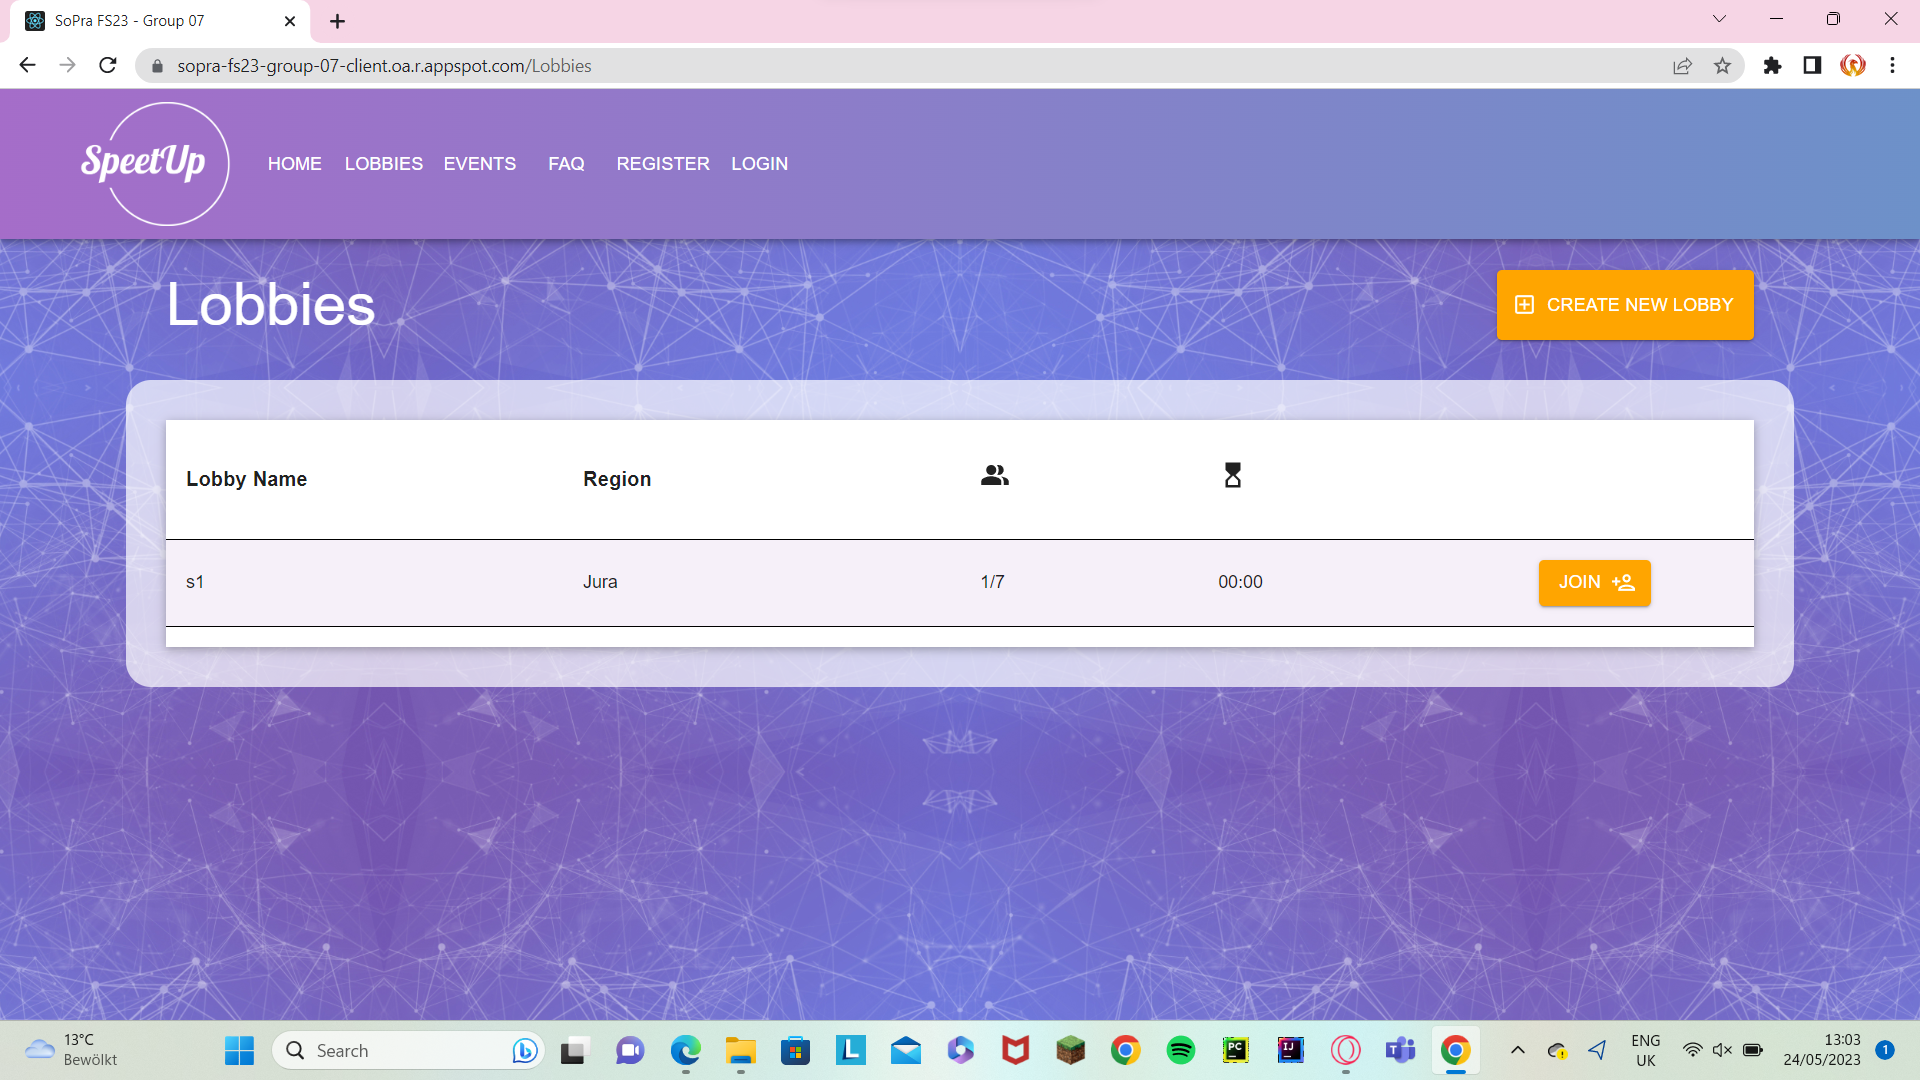 SoPra FS23 - Group 07
sopra-fs23-group-07-client.oa.r.appspot.com/Lobbies
SpeetUp
HOME LOBBIES EVENTS FAQ REGISTER LOGIN
Lobbies
CREATE NEW LOBBY
Lobby Name Region
s1 Jura 1/7 00:00 JOIN
13°C
Bewölkt
Search
L
PC
IJ
ENG
UK
13:03
24/05/2023
1